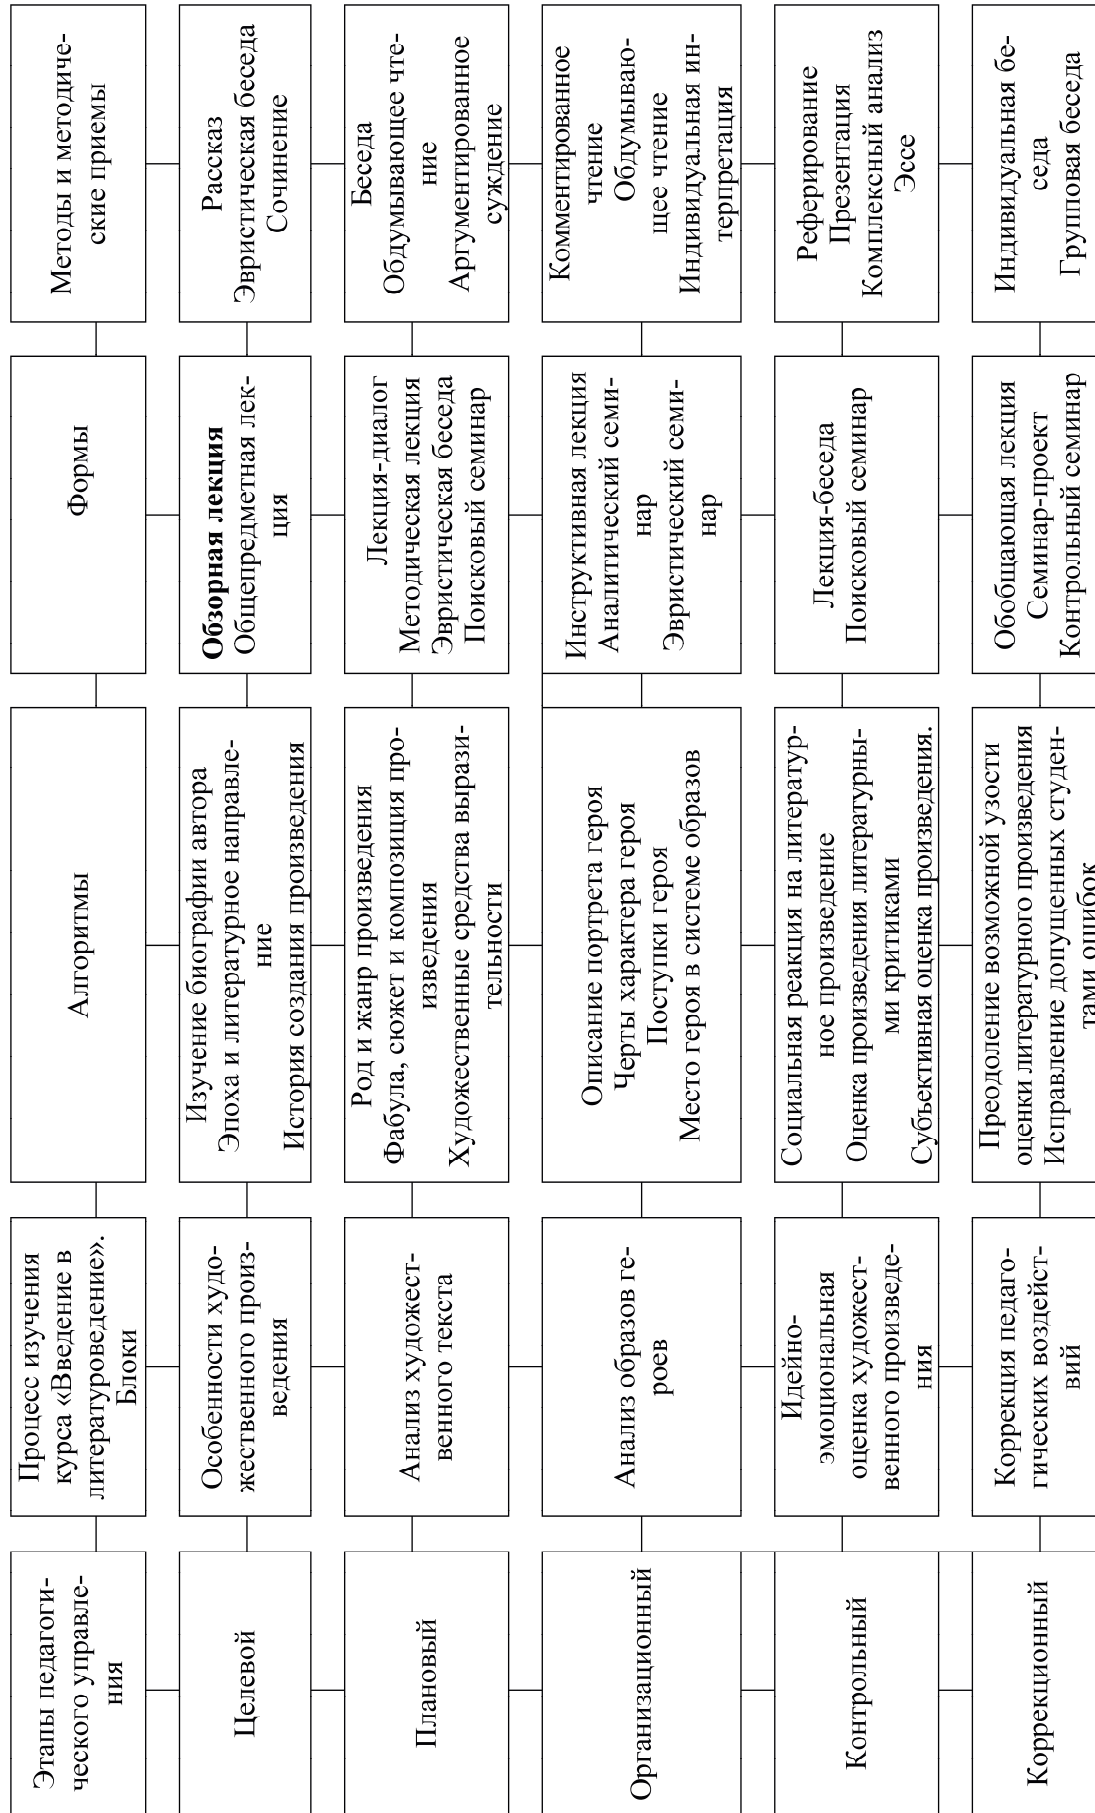 Этапы педагоги-
ческого управле-
ния
Процесс изучения
курса «Введение в
литературоведение».
Блоки
Алгоритмы
Формы
Методы и методиче-
ские приемы
Целевой
Особенности худо-
жественного произ-
ведения
Изучение биографии автора
Эпоха и литературное направле-
ние
История создания произведения
Обзорная лекция
Общепредметная лек-
ция
Рассказ
Эвристическая беседа
Сочинение
Плановый
Анализ художест-
венного текста
Род и жанр произведения
Фабула, сюжет и композиция про-
изведения
Художественные средства вырази-
тельности
Лекция-диалог
Методическая лекция
Эвристическая беседа
Поисковый семинар
Беседа
Обдумывающее чте-
ние
Аргументированное
суждение
Организационный
Анализ образов ге-
роев
Описание портрета героя
Черты характера героя
Поступки героя
Место героя в системе образов
Инструктивная лекция
Аналитический семи-
нар
Эвристический семи-
нар
Комментированное
чтение
Обдумываю-
щее чтение
Индивидуальная ин-
терпретация
Контрольный
Идейно-
эмоциональная
оценка художест-
венного произведе-
ния
Социальная реакция на литератур-
ное произведение
Оценка произведения литературны-
ми критиками
Субъективная оценка произведения.
Лекция-беседа
Поисковый семинар
Реферирование
Презентация
Комплексный анализ
Эссе
Коррекционный
Коррекция педаго-
гических воздейст-
вий
Преодоление возможной узости
оценки литературного произведения
Исправление допущенных студен-
тами ошибок
Обобщающая лекция
Семинар-проект
Контрольный семинар
Индивидуальная бе-
седа
Групповая беседа